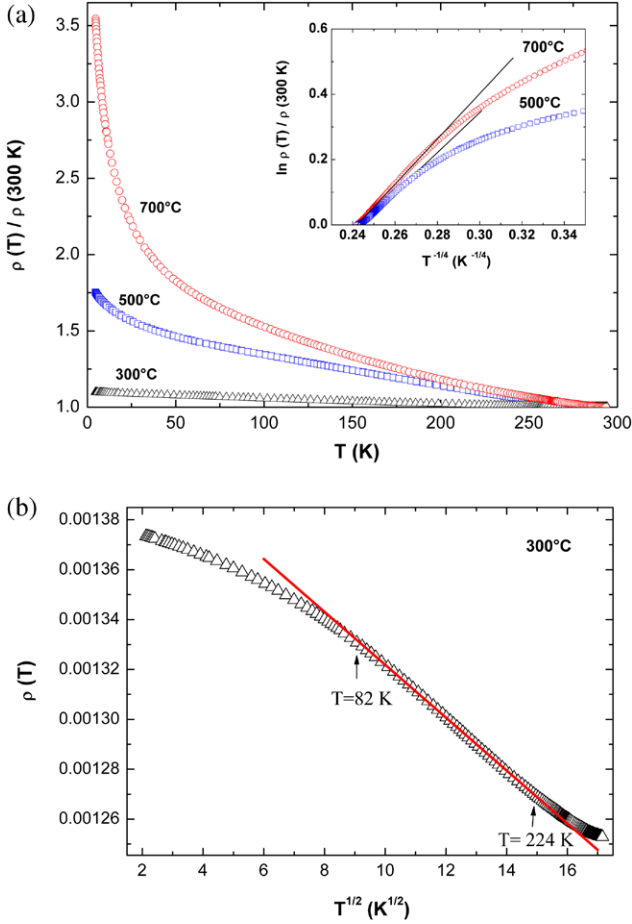 (a)
3.5
3.0
2.5
2.0
1.5
1.0
ρ (T) / ρ (300 K)
700°C
500°C
300°C
0 50 100 150 200 250 300
T (K)
0.6
0.4
0.2
0.0
ln ρ (T) / ρ (300 K)
700°C
500°C
0.24 0.26 0.28 0.30 0.32 0.34
T -1/4 (K -1/4)
(b)
0.00138
0.00136
0.00134
0.00132
0.00130
0.00128
0.00126
ρ (T)
300°C
T=82 K
T= 224 K
2 4 6 8 10 12 14 16
T1/2 (K1/2)